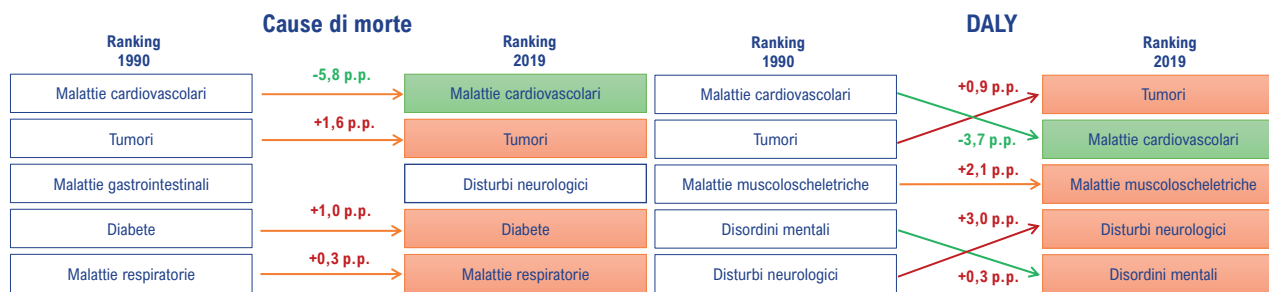 Cause di morte
Ranking
1990
Ranking
2019
Malattie cardiovascolari
-5,8 p.p.
Malattie cardiovascolari
Tumori
+1,6 p.p.
Tumori
Malattie gastrointestinali
Disturbi neurologici
Diabete
+1,0 p.p.
Diabete
Malattie respiratorie
+0,3 p.p.
Malattie respiratorie
DALY
Ranking
1990
Ranking
2019
Malattie cardiovascolari
+0,9 p.p.
Tumori
Tumori
-3,7 p.p.
Malattie cardiovascolari
Malattie muscoloscheletriche
+2,1 p.p.
Malattie muscoloscheletriche
Disordini mentali
+3,0 p.p.
Disturbi neurologici
Disturbi neurologici
+0,3 p.p.
Disordini mentali